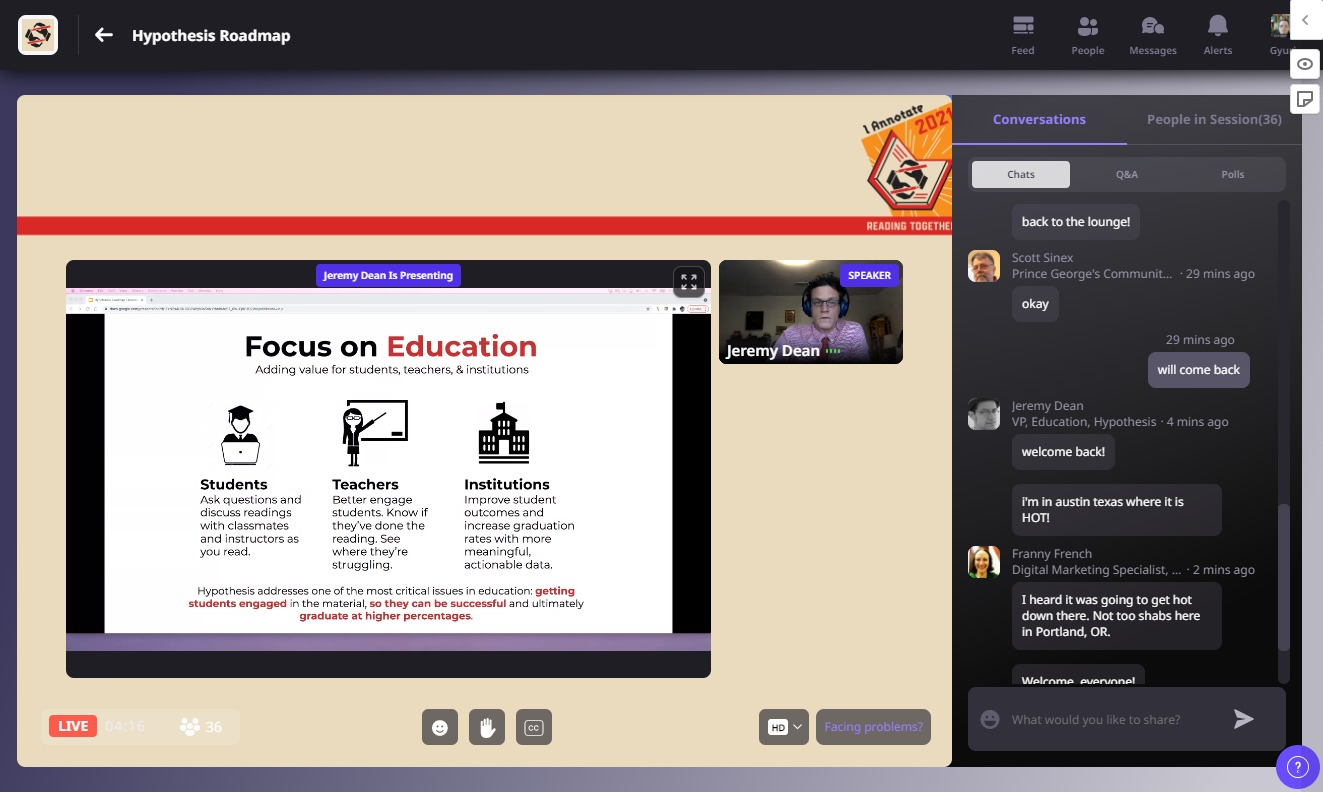 Hypothesis Roadmap
Feed
People
Messages
Alerts
I Annotate
2021
READING TOGETHER
Jeremy Dean Is Presenting
Focus on Education
Adding value for students, teachers, & institutions
Students
Ask questions and
discuss readings
with classmates
and instructors as
you read.
Teachers
Better engage
students. Know if
they've done the
reading. See
where they're
struggling.
Institutions
Improve student
outcomes and
increase graduation
rates with more
meaningful,
actionable data.
Hypothesis addresses one of the most critical issues in education: getting
students engaged in the material, so they can be successful and ultimately
graduate at higher percentages.
SPEAKER
Jeremy Dean
LIVE 04:16 36
CC
HD
Facing problems?
Conversations
People in Session(36)
Chats
Q&A
Polls
back to the lounge!
Scott Sinex
Prince George's Communit... · 29 mins ago
okay
29 mins ago
will come back
Jeremy Dean
VP, Education, Hypothesis · 4 mins ago
welcome back!
i'm in austin texas where it is
HOT!
Franny French
Digital Marketing Specialist, ... · 2 mins ago
I heard it was going to get hot
down there. Not too shabs here
in Portland, OR.
Welcome, everyone!
What would you like to share?